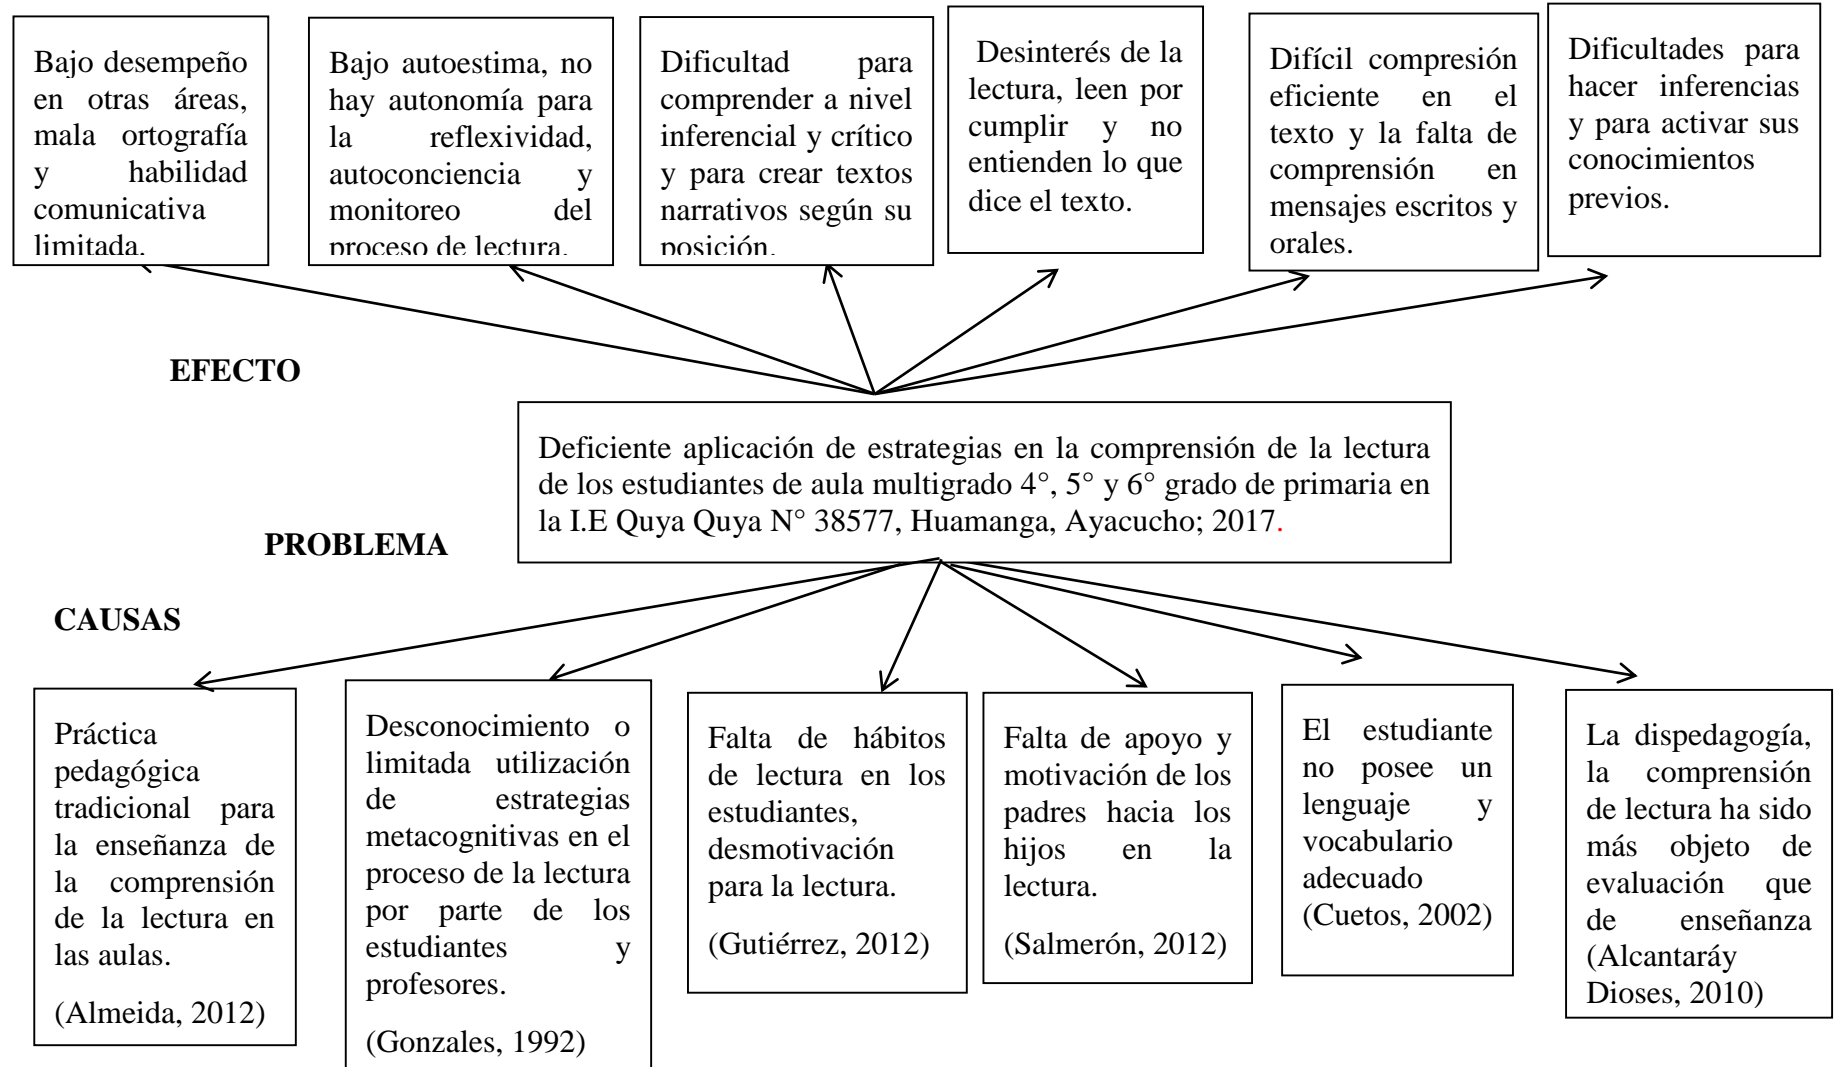 Bajo desempeño
en otras áreas,
mala ortografía
y habilidad
comunicativa
limitada.
Bajo autoestima, no
hay autonomía para
la reflexividad,
autoconciencia y
monitoreo del
proceso de lectura.
Dificultad para
comprender a nivel
inferencial y crítico
y para crear textos
narrativos según su
posición.
Desinterés de la
lectura, leen por
cumplir y no
entienden lo que
dice el texto.
Difícil compresión
eficiente en el
texto y la falta de
comprensión en
mensajes escritos y
orales.
Dificultades para
hacer inferencias
y para activar sus
conocimientos
previos.
EFECTO
Deficiente aplicación de estrategias en la comprensión de la lectura
de los estudiantes de aula multigrado 4°, 5° y 6° grado de primaria en
la I.E Quya Quya N° 38577, Huamanga, Ayacucho; 2017.
PROBLEMA
CAUSAS
Práctica
pedagógica
tradicional para
la enseñanza de
la comprensión
de la lectura en
las aulas.
(Almeida, 2012)
Desconocimiento o
limitada utilización
de estrategias
metacognitivas en el
proceso de la lectura
por parte de los
estudiantes y
profesores.
(Gonzales, 1992)
Falta de hábitos
de lectura en los
estudiantes,
desmotivación
para la lectura.
(Gutiérrez, 2012)
Falta de apoyo y
motivación de los
padres hacia los
hijos en la
lectura.
(Salmerón, 2012)
El estudiante
no posee un
lenguaje y
vocabulario
adecuado
(Cuetos, 2002)
La dispedagogía,
la comprensión
de lectura ha sido
más objeto de
evaluación que
de enseñanza
(Alcantaráy
Dioses, 2010)